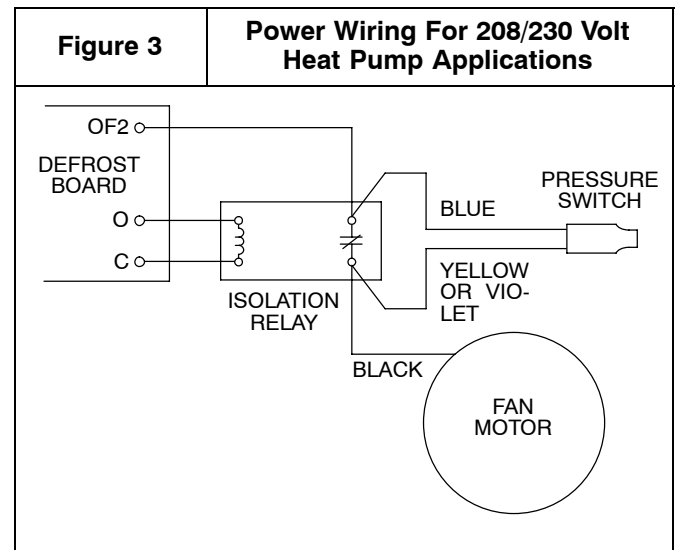 Figure 3
Power Wiring For 208/230 Volt
Heat Pump Applications
OF2
DEFROST
BOARD
O
C
ISOLATION
RELAY
BLUE
PRESSURE
SWITCH
YELLOW
OR VIO-
LET
BLACK
FAN
MOTOR